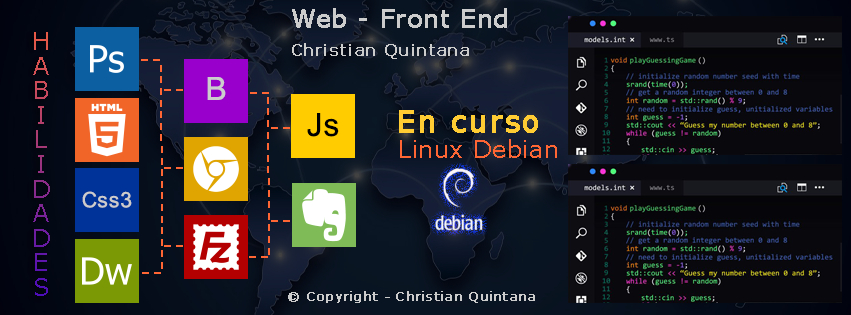 Web - Front End
Christian Quintana
HABILIDADES
Ps
HTML
5
Css3
Dw
B
Fz
Js
En curso
Linux Debian
debian
© Copyright - Christian Quintana
models.int × www.ts
1 void playGuessingGame ()
2 {
3 // initialize random number seed with time
4 srand(time(0));
5 // get a random integer between 0 and 8
6 int random = std::rand() % 9;
7 // need to initialize guess, unitialized variables
8 int guess = -1;
9 std::cout << "Guess my number between 0 and 8";
10 while (guess != random)
11 {
std::cin >> guess;
models.int × www.ts
1 void playGuessingGame ()
2 {
3 // initialize random number seed with time
4 srand(time(0));
5 // get a random integer between 0 and 8
6 int random = std::rand() % 9;
7 // need to initialize guess, unitialized variables
8 int guess = -1;
9 std::cout << "Guess my number between 0 and 8";
10 while (guess != random)
11 {
std::cin >> guess;